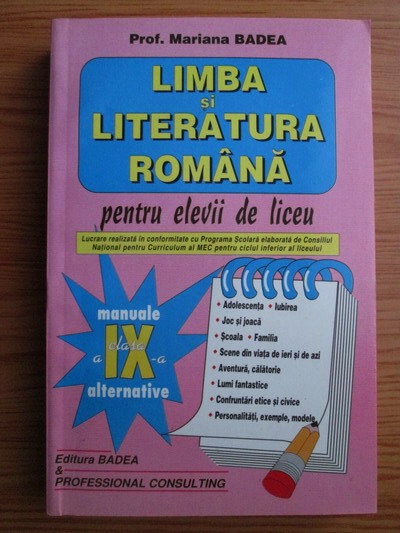 Prof. Mariana BADEA
LIMBA
și
LITERATURA
ROMÂNĂ
pentru elevii de liceu
Lucrare realizată în conformitate cu Programa Școlară elaborată de Consiliul
Național pentru Curriculum al MEC pentru ciclul inferior al liceului
manuale
a IX-a
clasa
alternative
• Adolescența • Iubirea
• Joc și joacă
• Școala • Familia
• Scene din viața de ieri și de azi
• Aventură, călătorie
• Lumi fantastice
• Confruntări etice și civice
• Personalități, exemple, modele
Editura BADEA
&
PROFESSIONAL CONSULTING